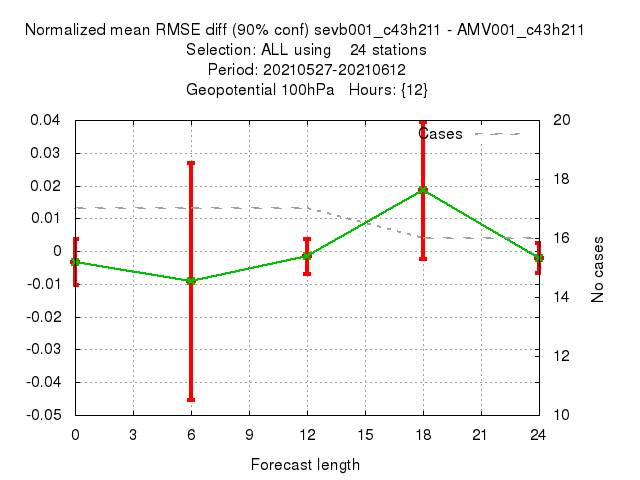 Normalized mean RMSE diff (90% conf) sevb001_c43h211 - AMV001_c43h211
Selection: ALL using    24 stations
Period: 20210527-20210612
Geopotential 100hPa   Hours: {12}
0.04
0.03
0.02
0.01
0
-0.01
-0.02
-0.03
-0.04
-0.05
Cases
20
18
16
14
12
10
No cases
0 3 6 9 12 15 18 21 24
Forecast length